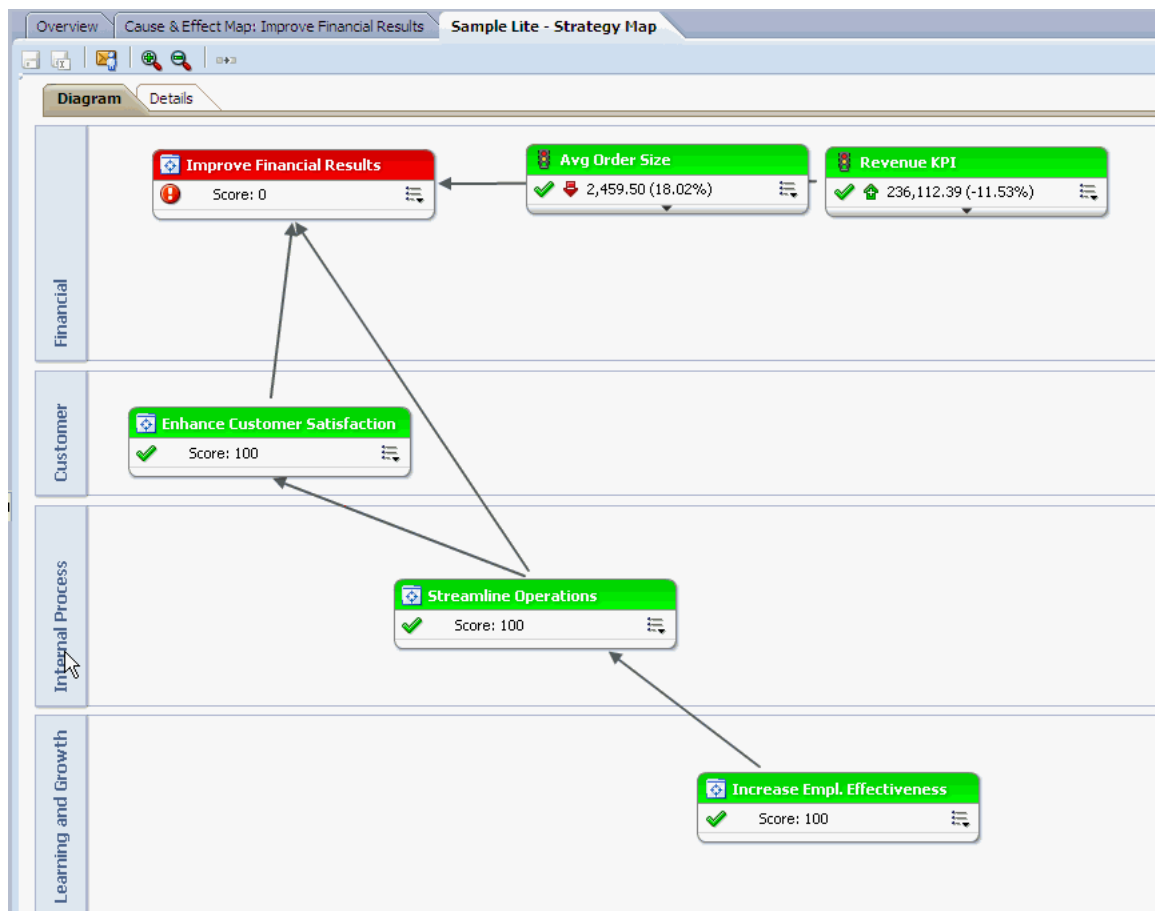 Overview
Cause & Effect Map: Improve Financial Results
Sample Lite - Strategy Map
Diagram
Details
Financial
Improve Financial Results
Score: 0
Avg Order Size
2,459.50 (18.02%)
Revenue KPI
236,112.39 (-11.53%)
Customer
Enhance Customer Satisfaction
Score: 100
Internal Process
Streamline Operations
Score: 100
Learning and Growth
Increase Empl. Effectiveness
Score: 100